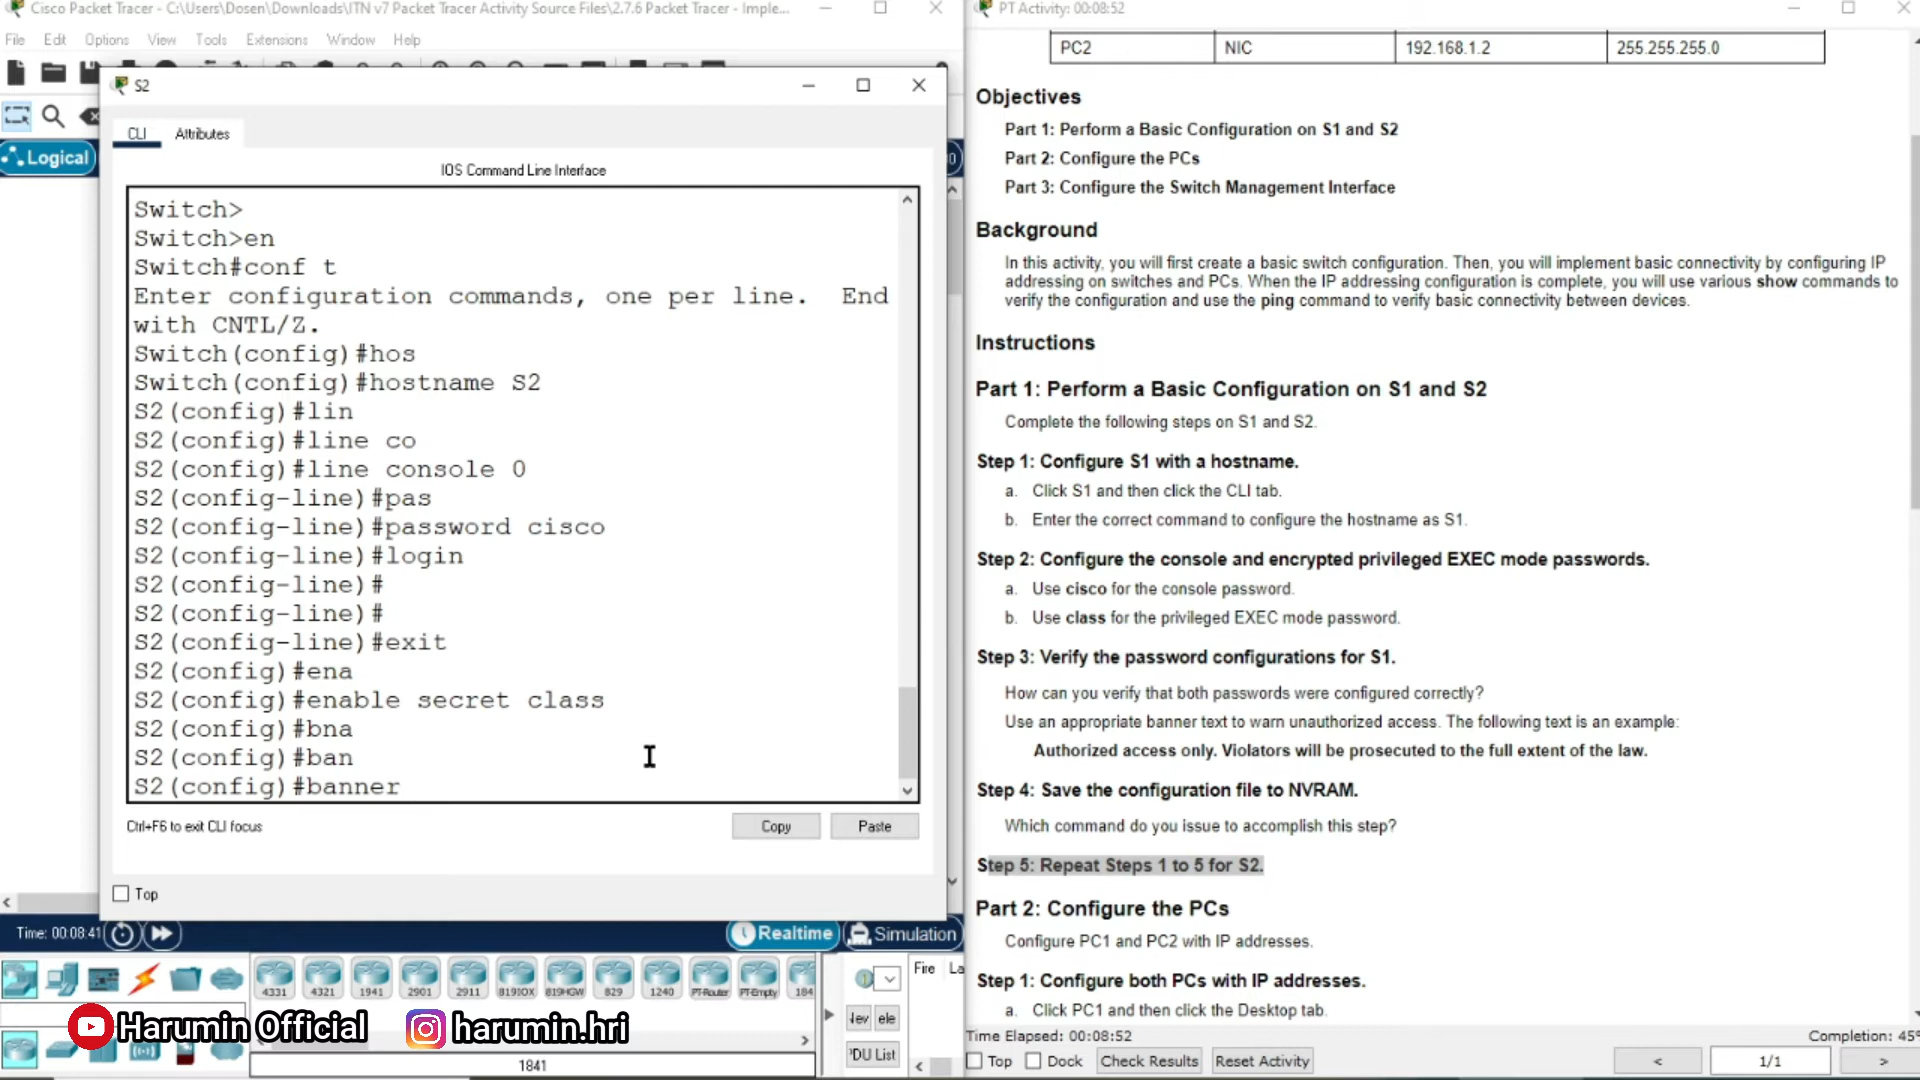 Cisco Packet Tracer - C:\Users\Dosen\Downloads\ITN v7 Packet Tracer Activity Source Files\2.7.6 Packet Tracer - Imple...
File Edit Options View Tools Extensions Window Help
Logical
S2
CLI Attributes
IOS Command Line Interface
Switch>
Switch>en
Switch#conf t
Enter configuration commands, one per line.  End
with CNTL/Z.
Switch(config)#hos
Switch(config)#hostname S2
S2(config)#lin
S2(config)#line co
S2(config)#line console 0
S2(config-line)#pas
S2(config-line)#password cisco
S2(config-line)#login
S2(config-line)#
S2(config-line)#
S2(config-line)#exit
S2(config)#ena
S2(config)#enable secret class
S2(config)#bna
S2(config)#ban
S2(config)#banner
Ctrl+F6 to exit CLI focus
Copy Paste
Top
Time: 00:08:41
Realtime Simulation
4331 4321 1941 2901 2911 819IOX 819HGW 829 1240 PT-Router PT-Empty 184
Fire La
1841
Harumin Official harumin.hri
PT Activity: 00:08:52
PC2 NIC 192.168.1.2 255.255.255.0
Objectives
Part 1: Perform a Basic Configuration on S1 and S2
Part 2: Configure the PCs
Part 3: Configure the Switch Management Interface
Background
In this activity, you will first create a basic switch configuration. Then, you will implement basic connectivity by configuring IP
addressing on switches and PCs. When the IP addressing configuration is complete, you will use various show commands to
verify the configuration and use the ping command to verify basic connectivity between devices.
Instructions
Part 1: Perform a Basic Configuration on S1 and S2
Complete the following steps on S1 and S2.
Step 1: Configure S1 with a hostname.
a. Click S1 and then click the CLI tab.
b. Enter the correct command to configure the hostname as S1.
Step 2: Configure the console and encrypted privileged EXEC mode passwords.
a. Use cisco for the console password.
b. Use class for the privileged EXEC mode password.
Step 3: Verify the password configurations for S1.
How can you verify that both passwords were configured correctly?
Use an appropriate banner text to warn unauthorized access. The following text is an example:
Authorized access only. Violators will be prosecuted to the full extent of the law.
Step 4: Save the configuration file to NVRAM.
Which command do you issue to accomplish this step?
Step 5: Repeat Steps 1 to 5 for S2.
Part 2: Configure the PCs
Configure PC1 and PC2 with IP addresses.
Step 1: Configure both PCs with IP addresses.
a. Click PC1 and then click the Desktop tab.
Time Elapsed: 00:08:52 Completion: 45%
Top Dock Check Results Reset Activity < 1/1 >